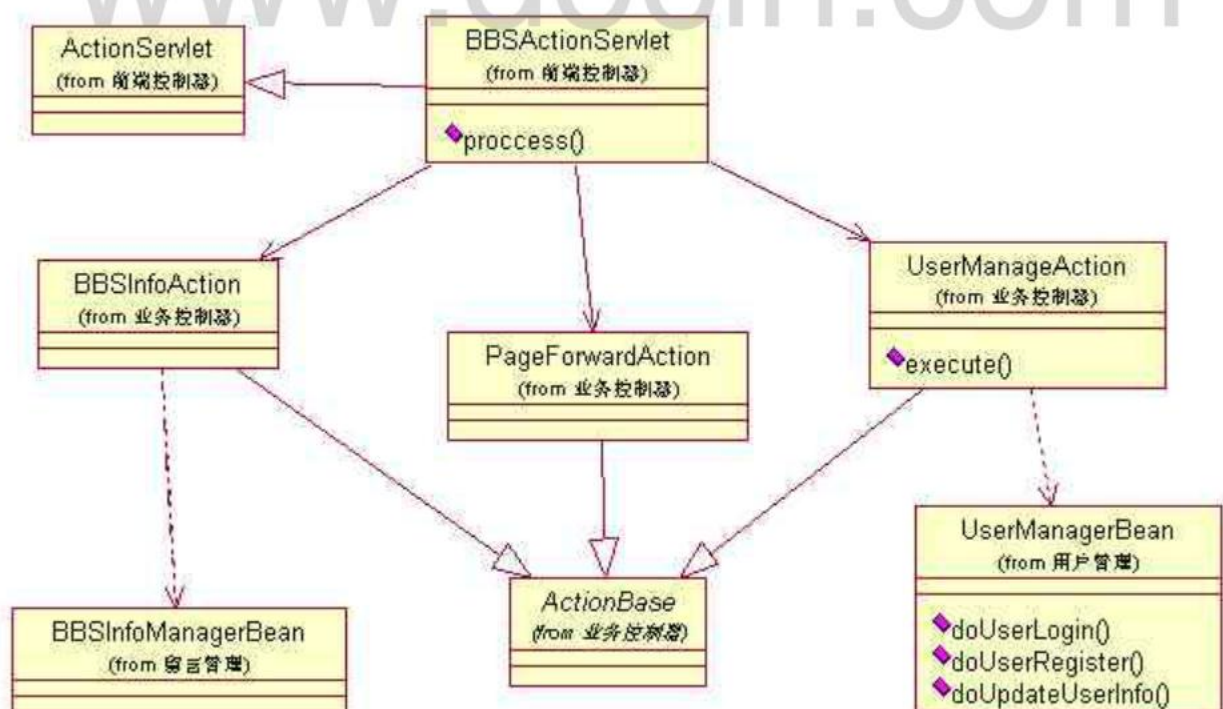 www.docin.com
ActionServlet
(from 前端控制器)
BBSActionServlet
(from 前端控制器)
proccess()
BBSInfoAction
(from 业务控制器)
PageForwardAction
(from 业务控制器)
UserManageAction
(from 业务控制器)
execute()
BBSInfoManagerBean
(from 留言管理)
ActionBase
(from 业务控制器)
UserManagerBean
(from 用户管理)
doUserLogin()
doUserRegister()
doUpdateUserInfo()